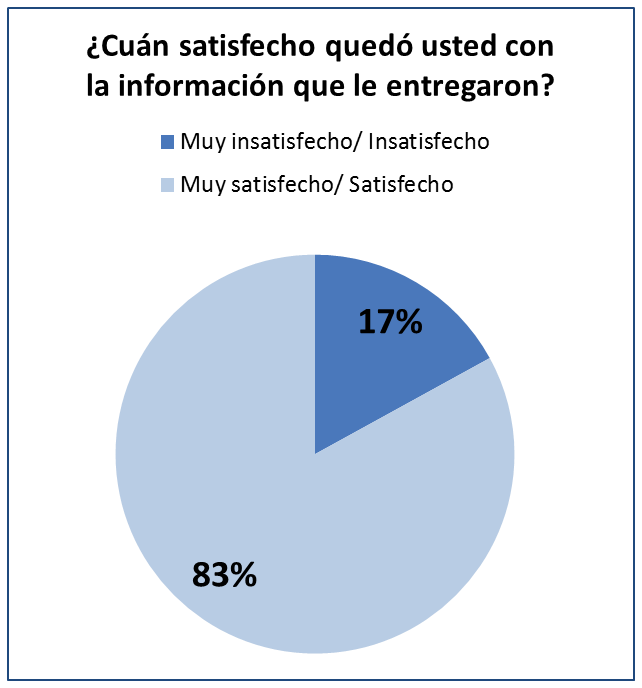 ¿Cuán satisfecho quedó usted con
la información que le entregaron?
Muy insatisfecho/ Insatisfecho
Muy satisfecho/ Satisfecho
17%
83%